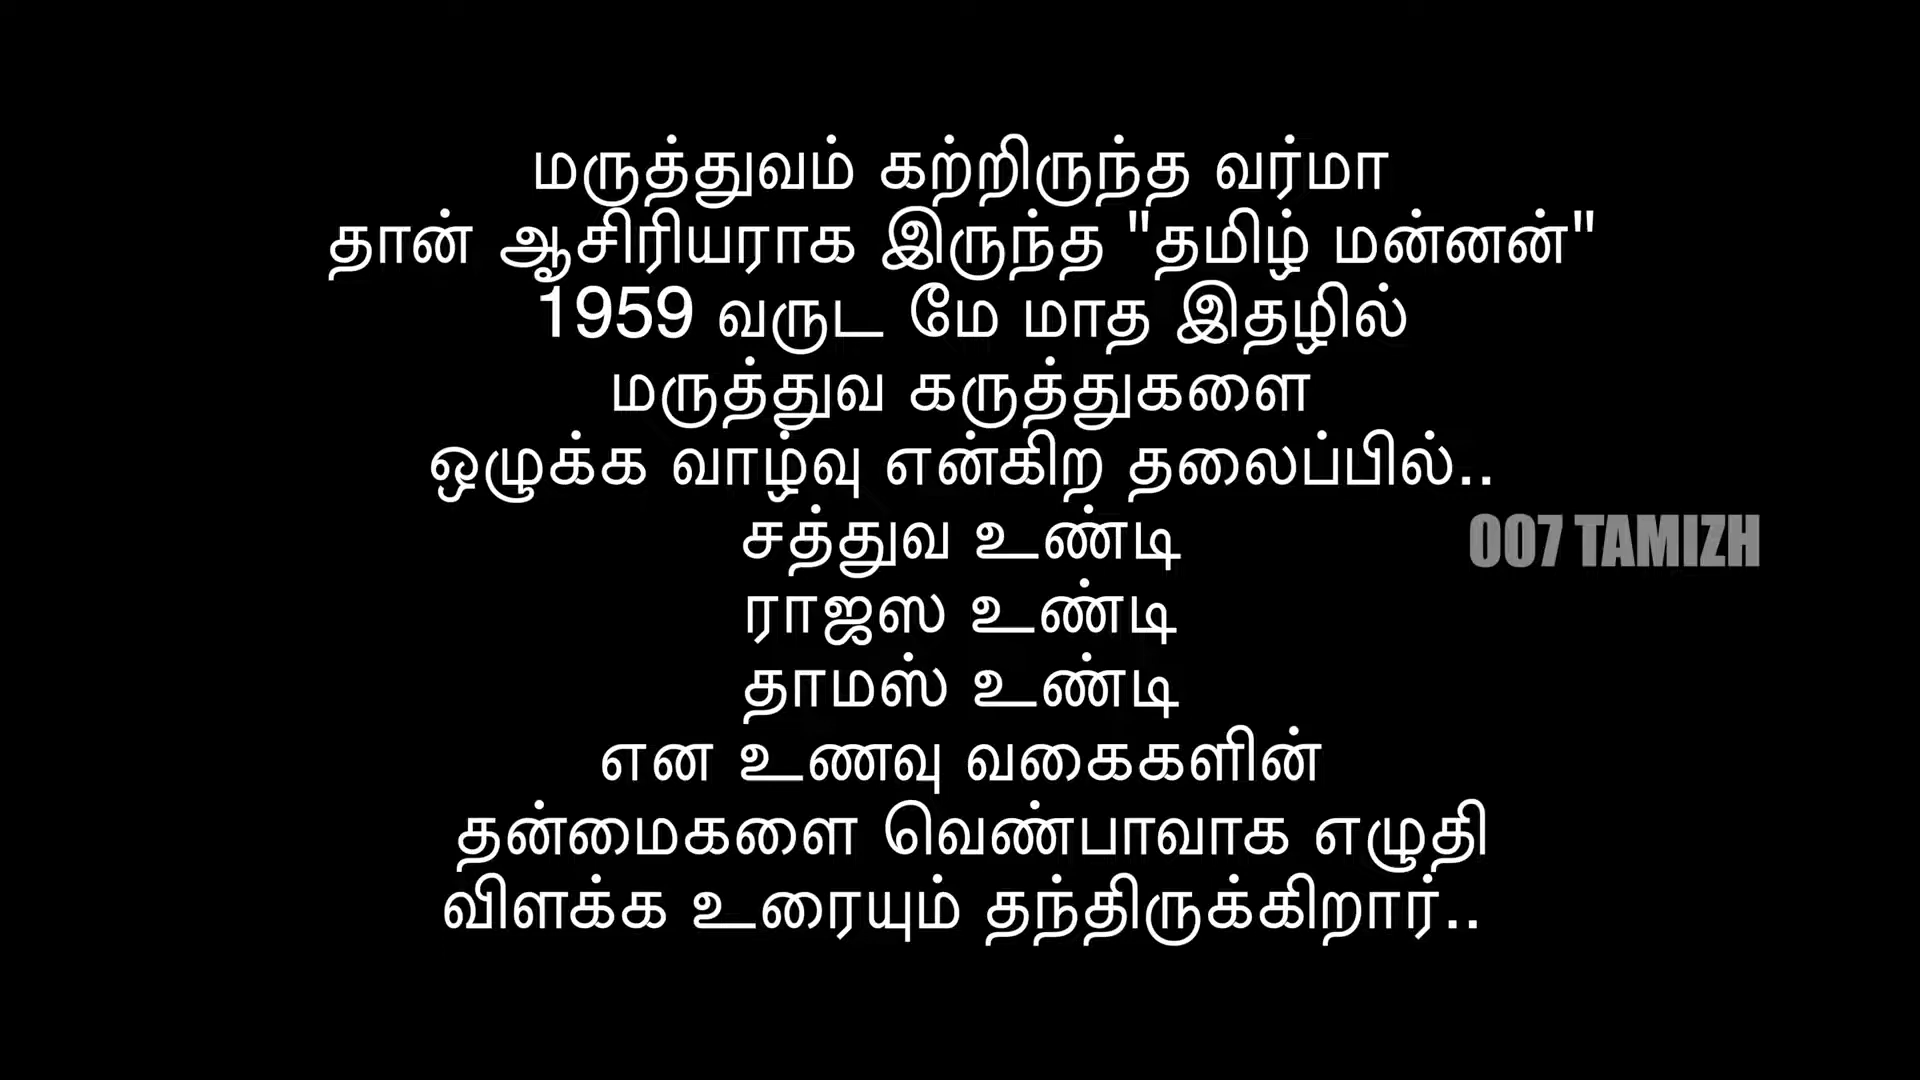 மருத்துவம் கற்றிருந்த வர்மா
தான் ஆசிரியராக இருந்த "தமிழ் மன்னன்"
1959 வருட மே மாத இதழில்
மருத்துவ கருத்துகளை
ஒழுக்க வாழ்வு என்கிற தலைப்பில்..
சத்துவ உண்டி
007 TAMIZH
ராஜஸ உண்டி
தாமஸ் உண்டி
என உணவு வகைகளின்
தன்மைகளை வெண்பாவாக எழுதி
விளக்க உரையும் தந்திருக்கிறார்..